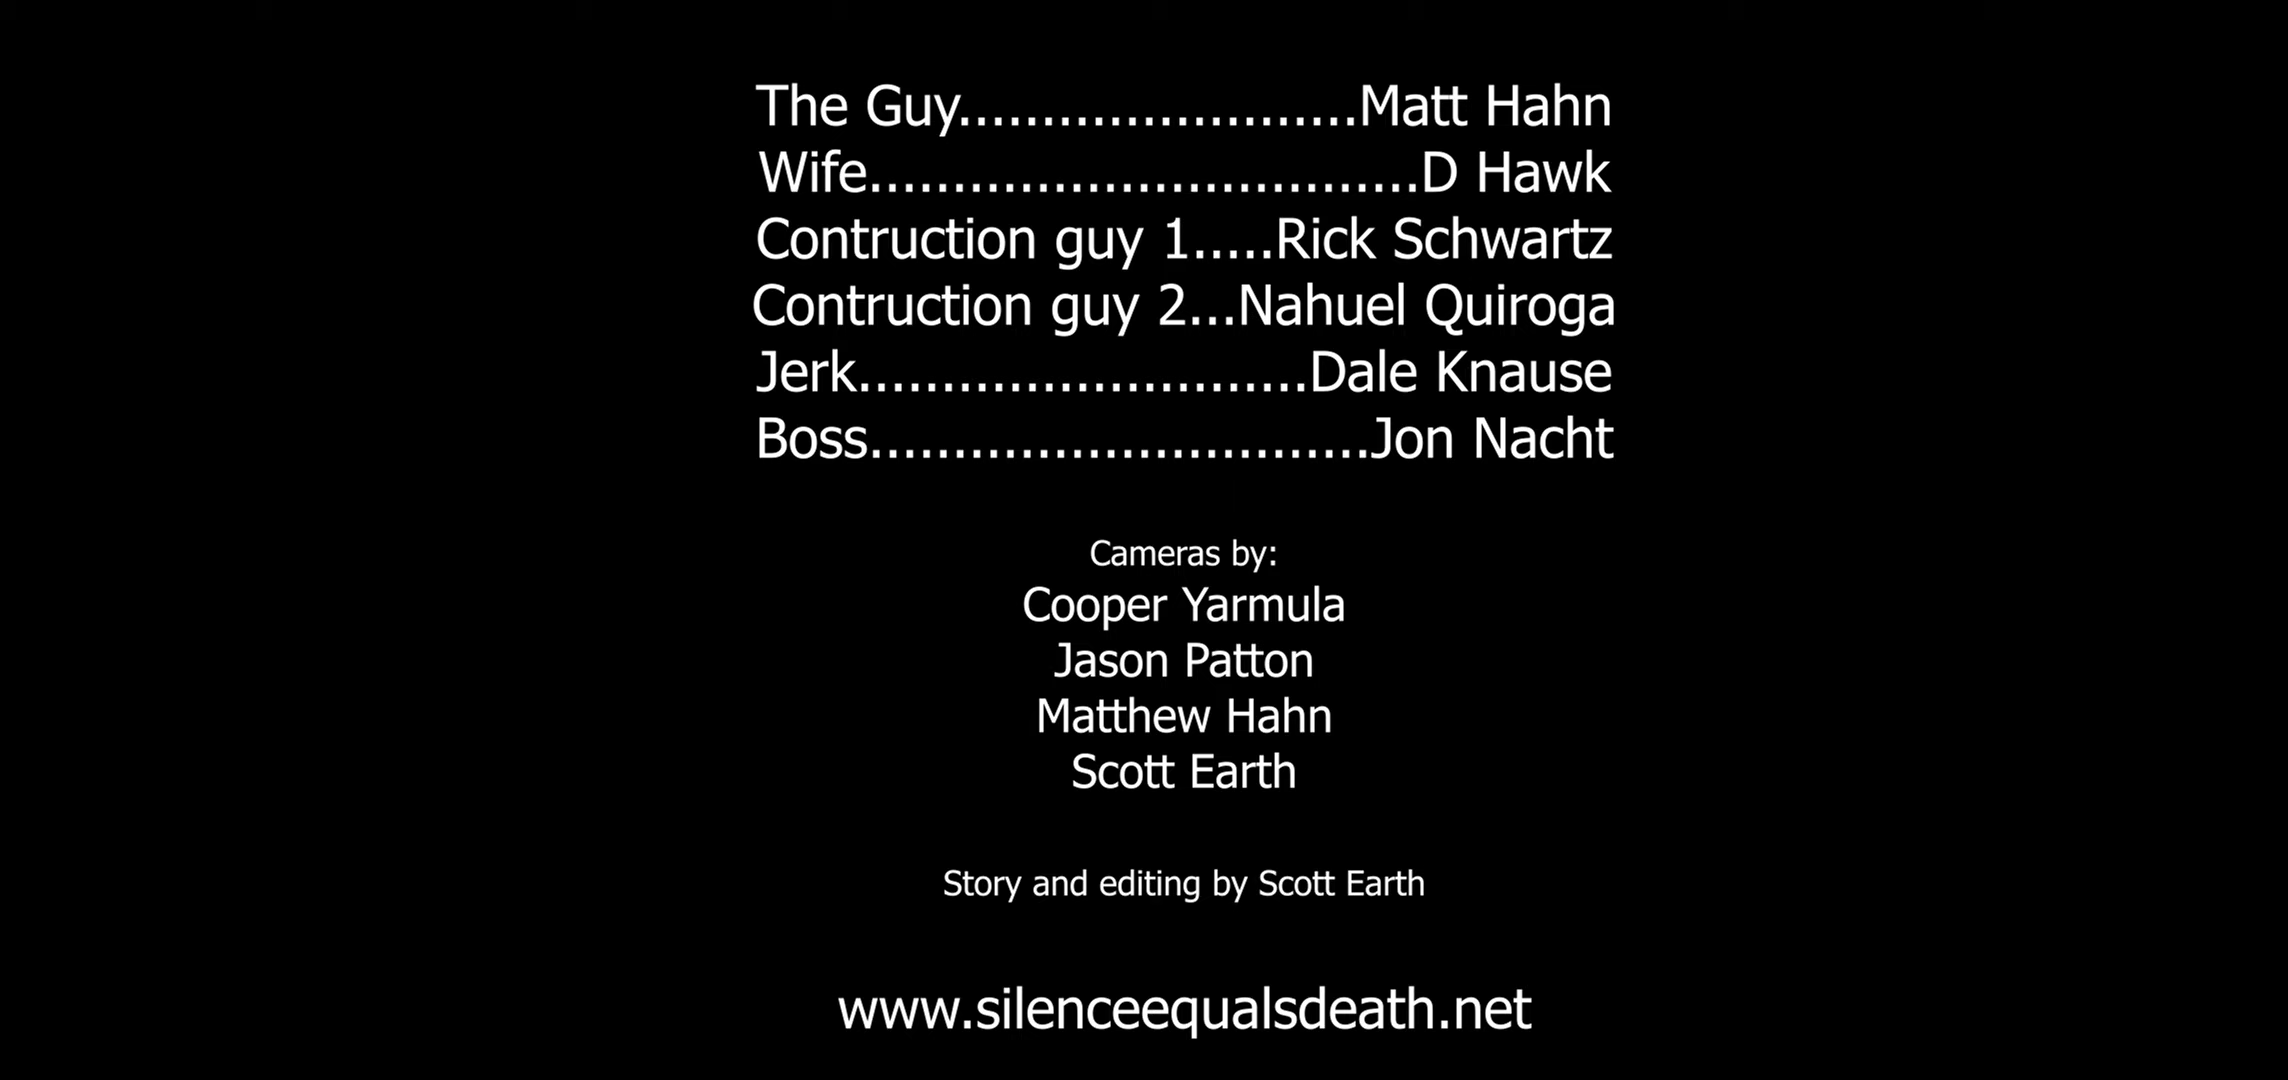 The Guy........................Matt Hahn
Wife.................................D Hawk
Contruction guy 1.....Rick Schwartz
Contruction guy 2...Nahuel Quiroga
Jerk...........................Dale Knause
Boss..............................Jon Nacht
Cameras by:
Cooper Yarmula
Jason Patton
Matthew Hahn
Scott Earth
Story and editing by Scott Earth
www.silenceequalsdeath.net